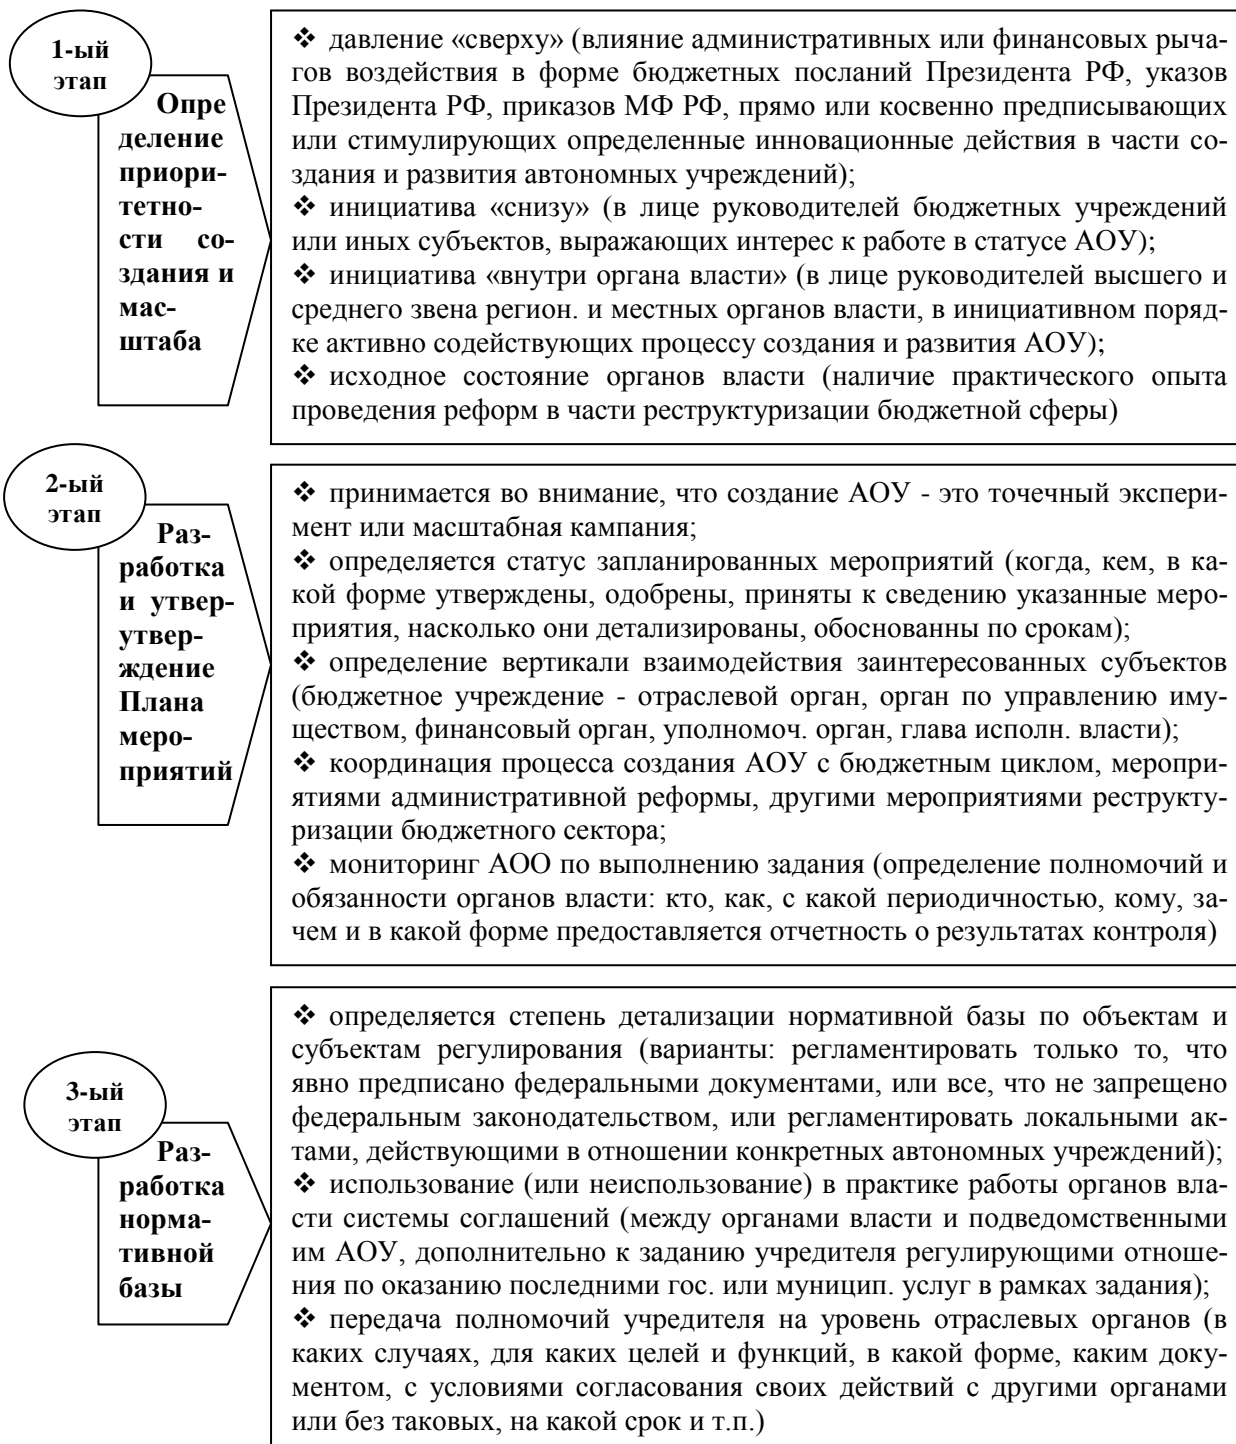 1-ый
этап
Опре
деление
приори-
тетно-
сти со-
здания и
мас-
штаба
❖ давление «сверху» (влияние административных или финансовых рыча-
гов воздействия в форме бюджетных посланий Президента РФ, указов
Президента РФ, приказов МФ РФ, прямо или косвенно предписывающих
или стимулирующих определенные инновационные действия в части со-
здания и развития автономных учреждений);
❖ инициатива «снизу» (в лице руководителей бюджетных учреждений
или иных субъектов, выражающих интерес к работе в статусе АОУ);
❖ инициатива «внутри органа власти» (в лице руководителей высшего и
среднего звена регион. и местных органов власти, в инициативном поряд-
ке активно содействующих процессу создания и развития АОУ);
❖ исходное состояние органов власти (наличие практического опыта
проведения реформ в части реструктуризации бюджетной сферы)
2-ый
этап
Раз-
работка
и утвер-
утвер-
ждение
Плана
меро-
приятий
❖ принимается во внимание, что создание АОУ - это точечный экспери-
мент или масштабная кампания;
❖ определяется статус запланированных мероприятий (когда, кем, в ка-
кой форме утверждены, одобрены, приняты к сведению указанные меро-
приятия, насколько они детализированы, обоснованны по срокам);
❖ определение вертикали взаимодействия заинтересованных субъектов
(бюджетное учреждение - отраслевой орган, орган по управлению иму-
ществом, финансовый орган, уполномоч. орган, глава исполн. власти);
❖ координация процесса создания АОУ с бюджетным циклом, меропри-
ятиями административной реформы, другими мероприятиями реструкту-
ризации бюджетного сектора;
❖ мониторинг АОО по выполнению задания (определение полномочий и
обязанности органов власти: кто, как, с какой периодичностью, кому, за-
чем и в какой форме предоставляется отчетность о результатах контроля)
3-ый
этап
Раз-
работка
норма-
тивной
базы
❖ определяется степень детализации нормативной базы по объектам и
субъектам регулирования (варианты: регламентировать только то, что
явно предписано федеральными документами, или все, что не запрещено
федеральным законодательством, или регламентировать локальными ак-
тами, действующими в отношении конкретных автономных учреждений);
❖ использование (или неиспользование) в практике работы органов вла-
сти системы соглашений (между органами власти и подведомственными
им АОУ, дополнительно к заданию учредителя регулирующими отноше-
ния по оказанию последними гос. или муницип. услуг в рамках задания);
❖ передача полномочий учредителя на уровень отраслевых органов (в
каких случаях, для каких целей и функций, в какой форме, каким доку-
ментом, с условиями согласования своих действий с другими органами
или без таковых, на какой срок и т.п.)